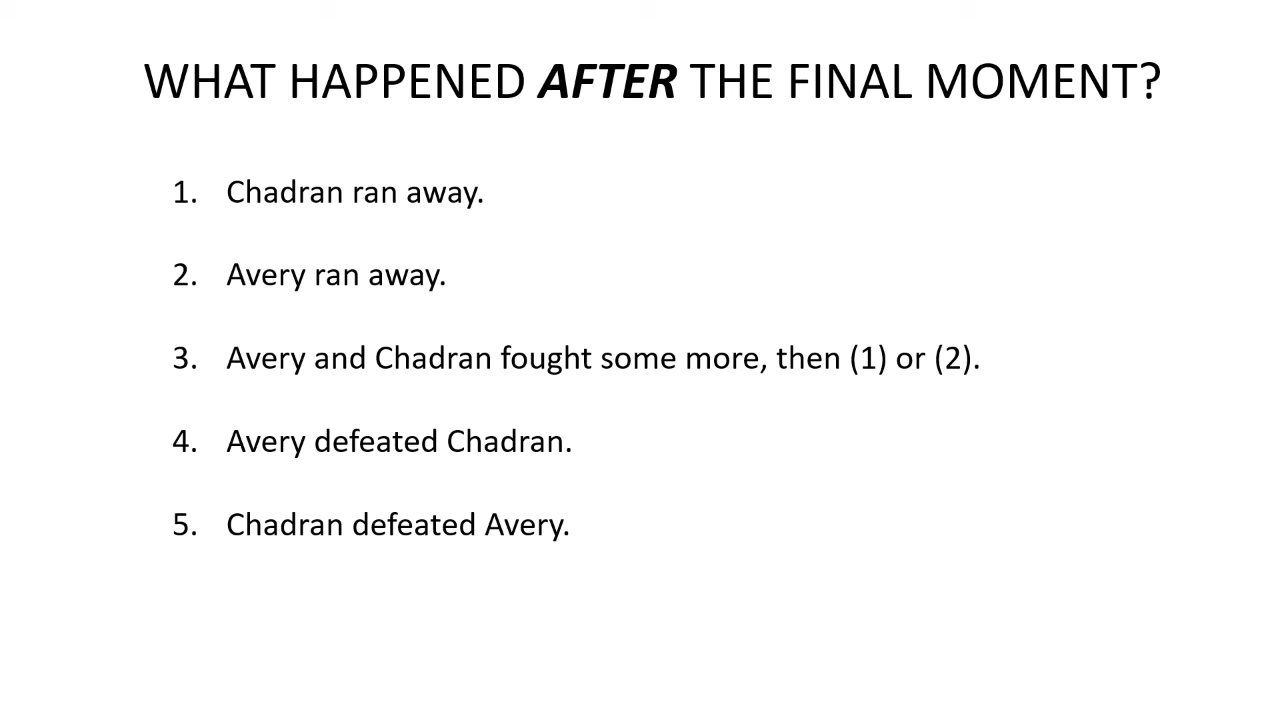 WHAT HAPPENED AFTER THE FINAL MOMENT?
1. Chadran ran away.
2. Avery ran away.
3. Avery and Chadran fought some more, then (1) or (2).
4. Avery defeated Chadran.
5. Chadran defeated Avery.